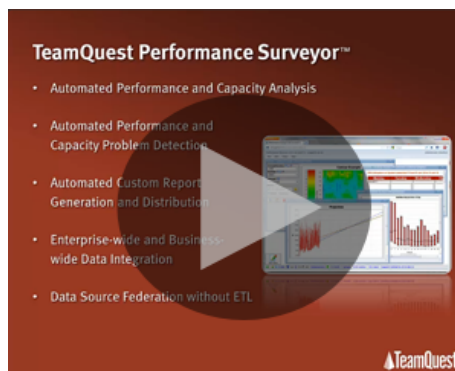 TeamQuest Performance Surveyor™
• Automated Performance and Capacity Analysis
• Automated Performance and
Capacity Problem Detection
• Automated Custom Report
Generation and Distribution
• Enterprise-wide and Business-
wide Data Integration
• Data Source Federation without ETL
TeamQuest